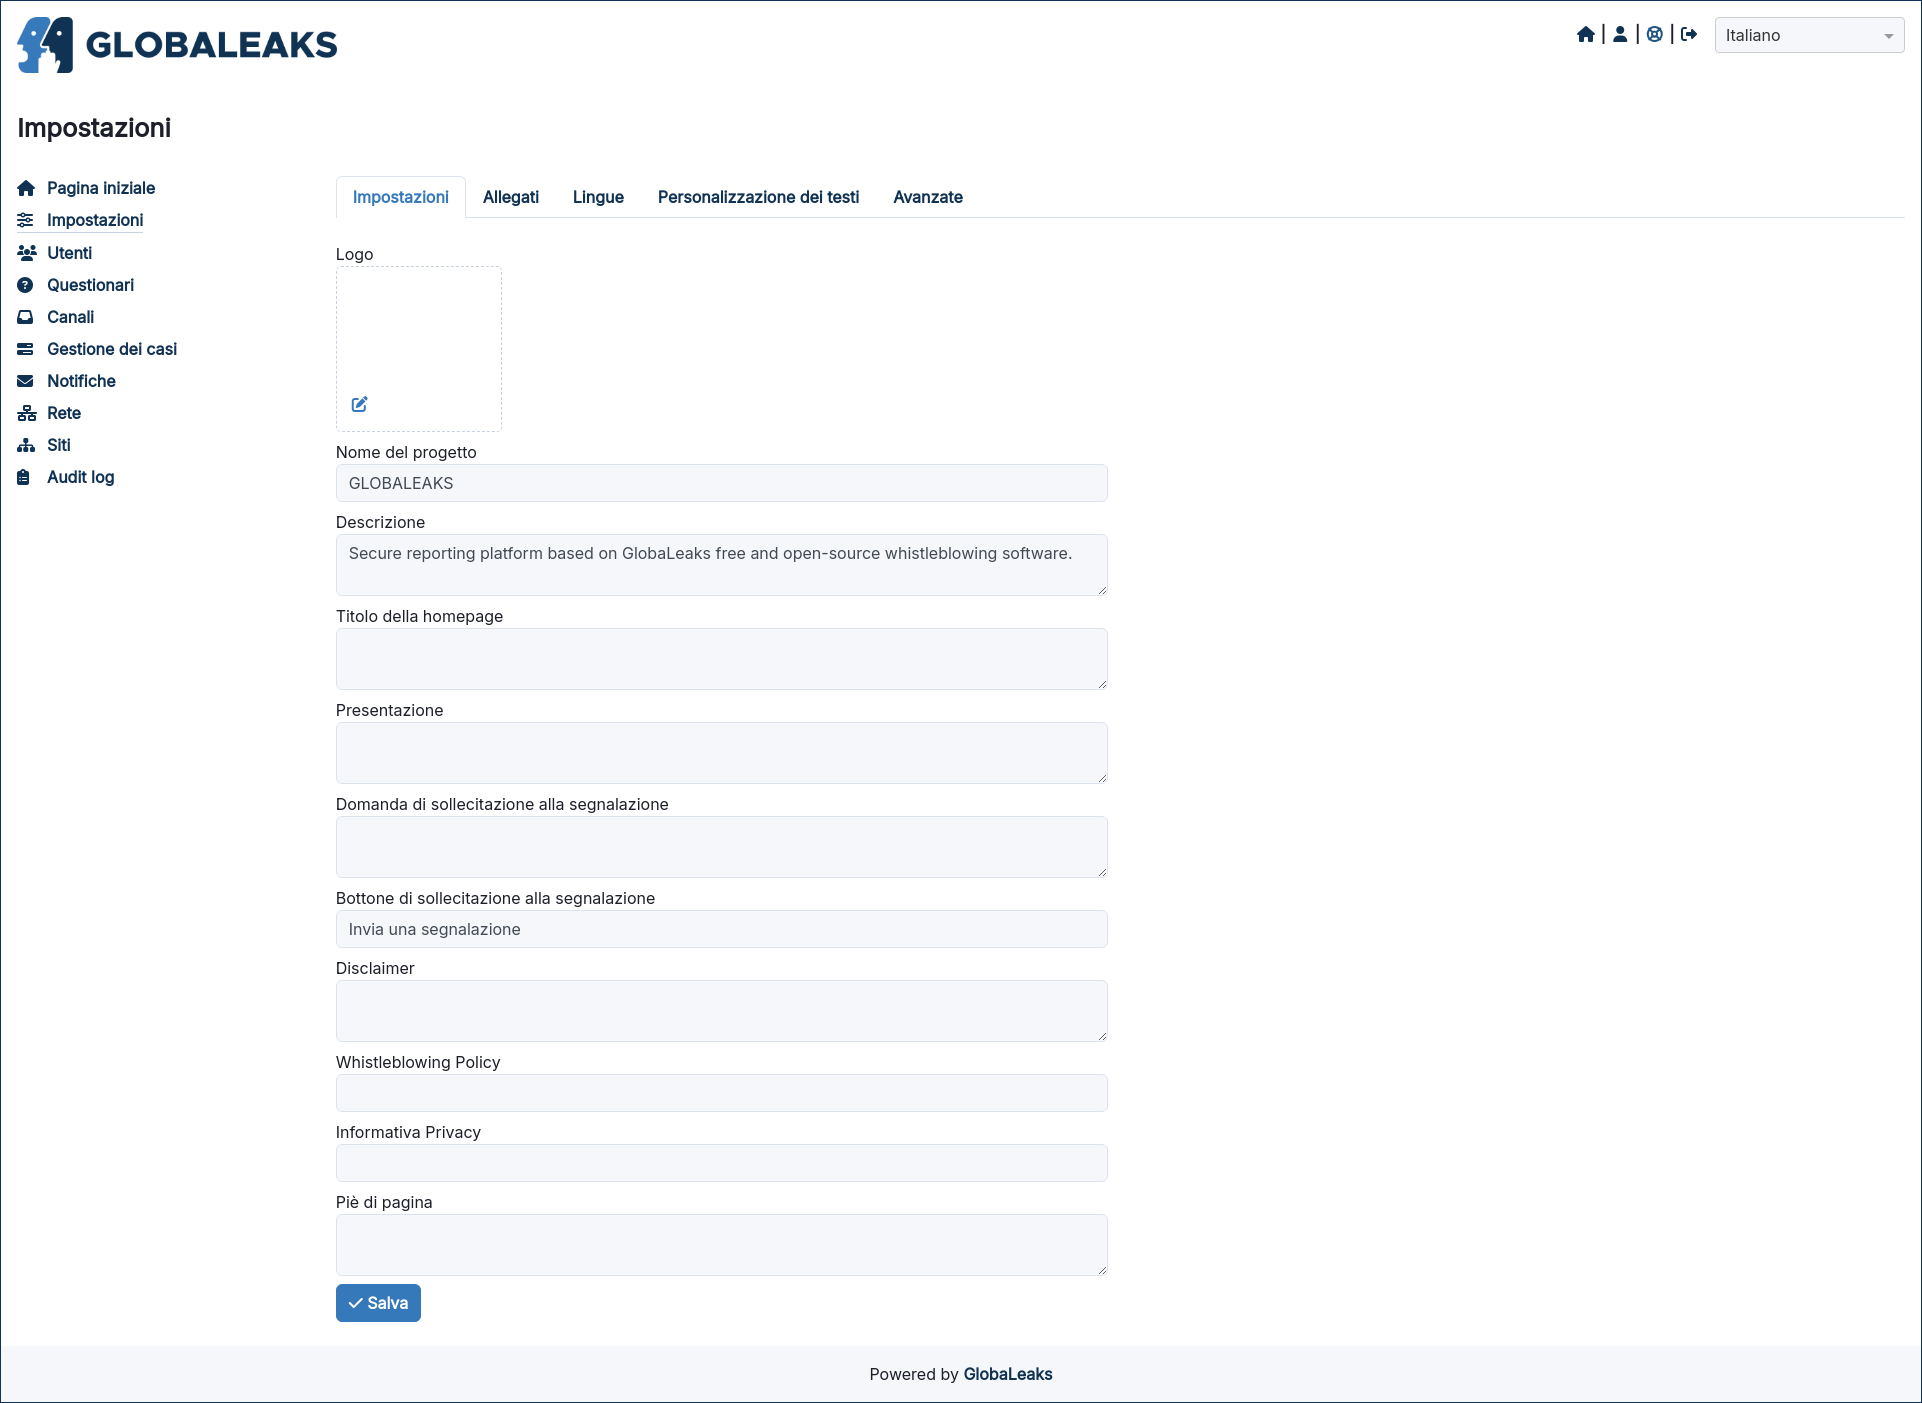 GLOBALEAKS
Italiano
Impostazioni
Pagina iniziale
Impostazioni
Utenti
Questionari
Canali
Gestione dei casi
Notifiche
Rete
Siti
Audit log
Impostazioni Allegati Lingue Personalizzazione dei testi Avanzate
Logo
Nome del progetto
GLOBALEAKS
Descrizione
Secure reporting platform based on GlobaLeaks free and open-source whistleblowing software.
Titolo della homepage
Presentazione
Domanda di sollecitazione alla segnalazione
Bottone di sollecitazione alla segnalazione
Invia una segnalazione
Disclaimer
Whistleblowing Policy
Informativa Privacy
Piè di pagina
Salva
Powered by GlobaLeaks